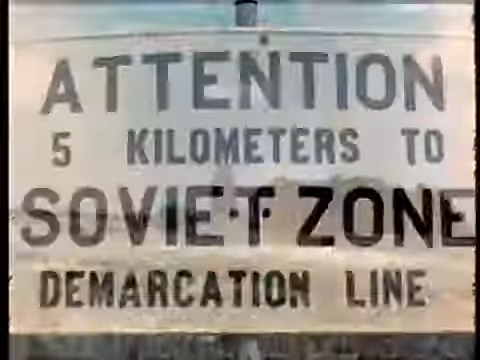 ATTENTION
5 KILOMETERS TO
SOVIET ZONE
DEMARCATION LINE